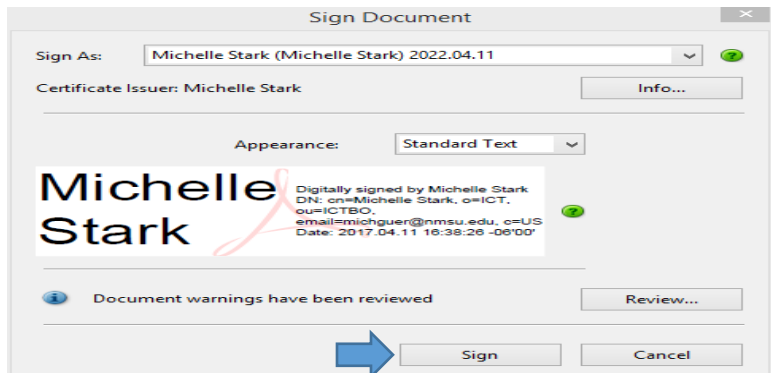 Sign Document
Sign As: Michelle Stark (Michelle Stark) 2022.04.11
Certificate Issuer: Michelle Stark Info...
Appearance: Standard Text
Michelle
Stark
Digitally signed by Michelle Stark
DN: cn=Michelle Stark, o=ICT,
ou=ICTBO,
email=michguer@nmsu.edu, c=US
Date: 2017.04.11 16:38:26 -06'00'
Document warnings have been reviewed Review...
Sign Cancel